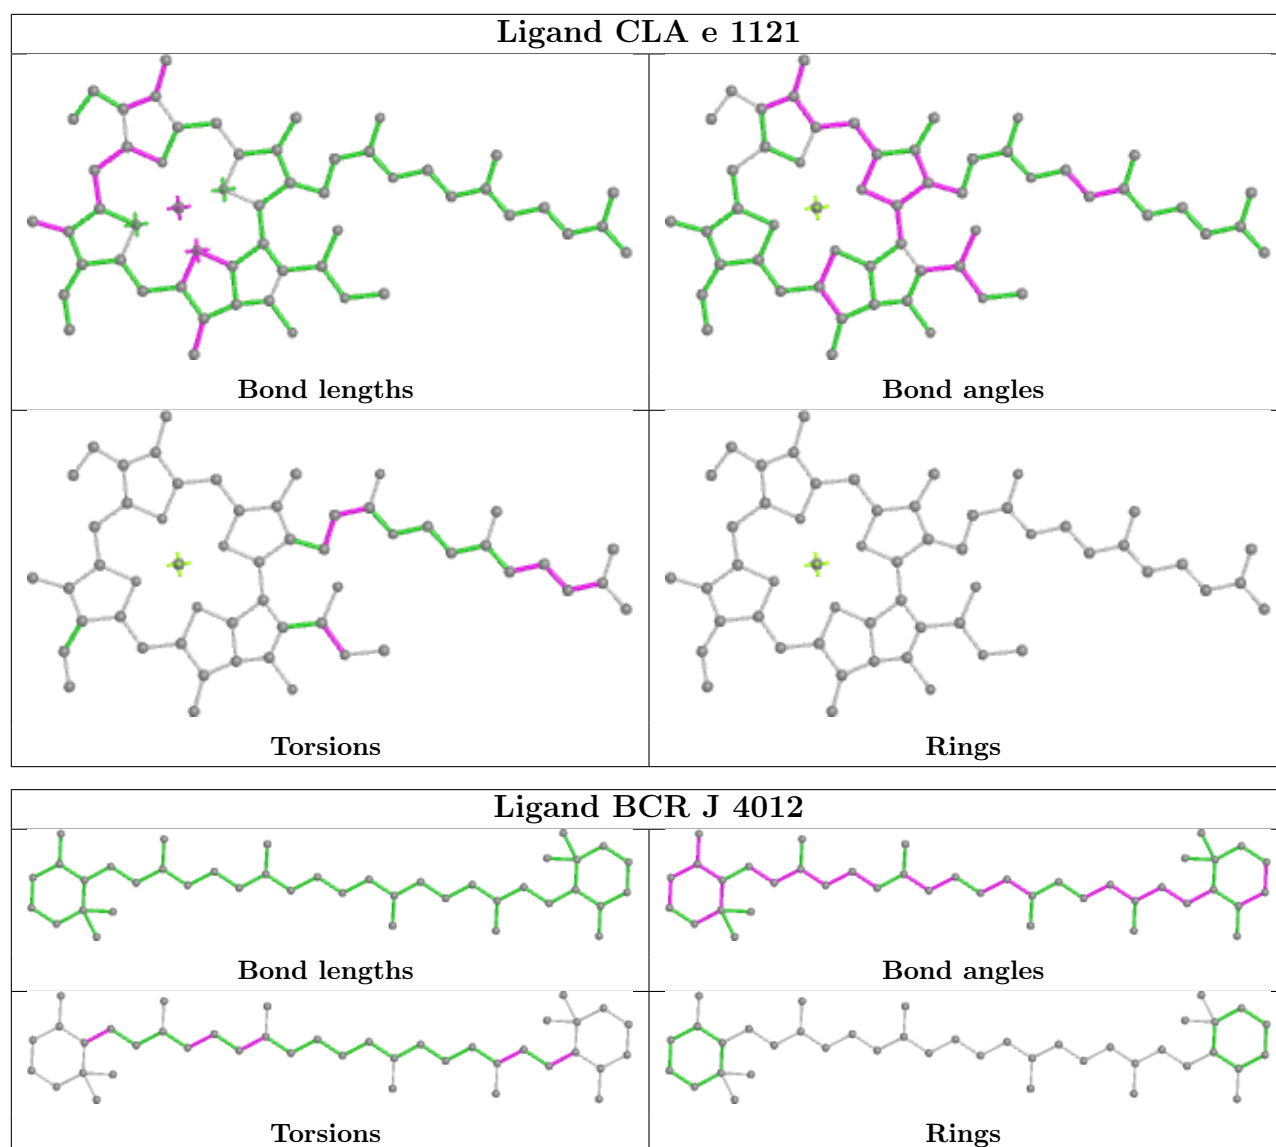 Ligand CLA e 1121
Bond lengths
Bond angles
Torsions
Rings
Ligand BCR J 4012
Bond lengths
Bond angles
Torsions
Rings